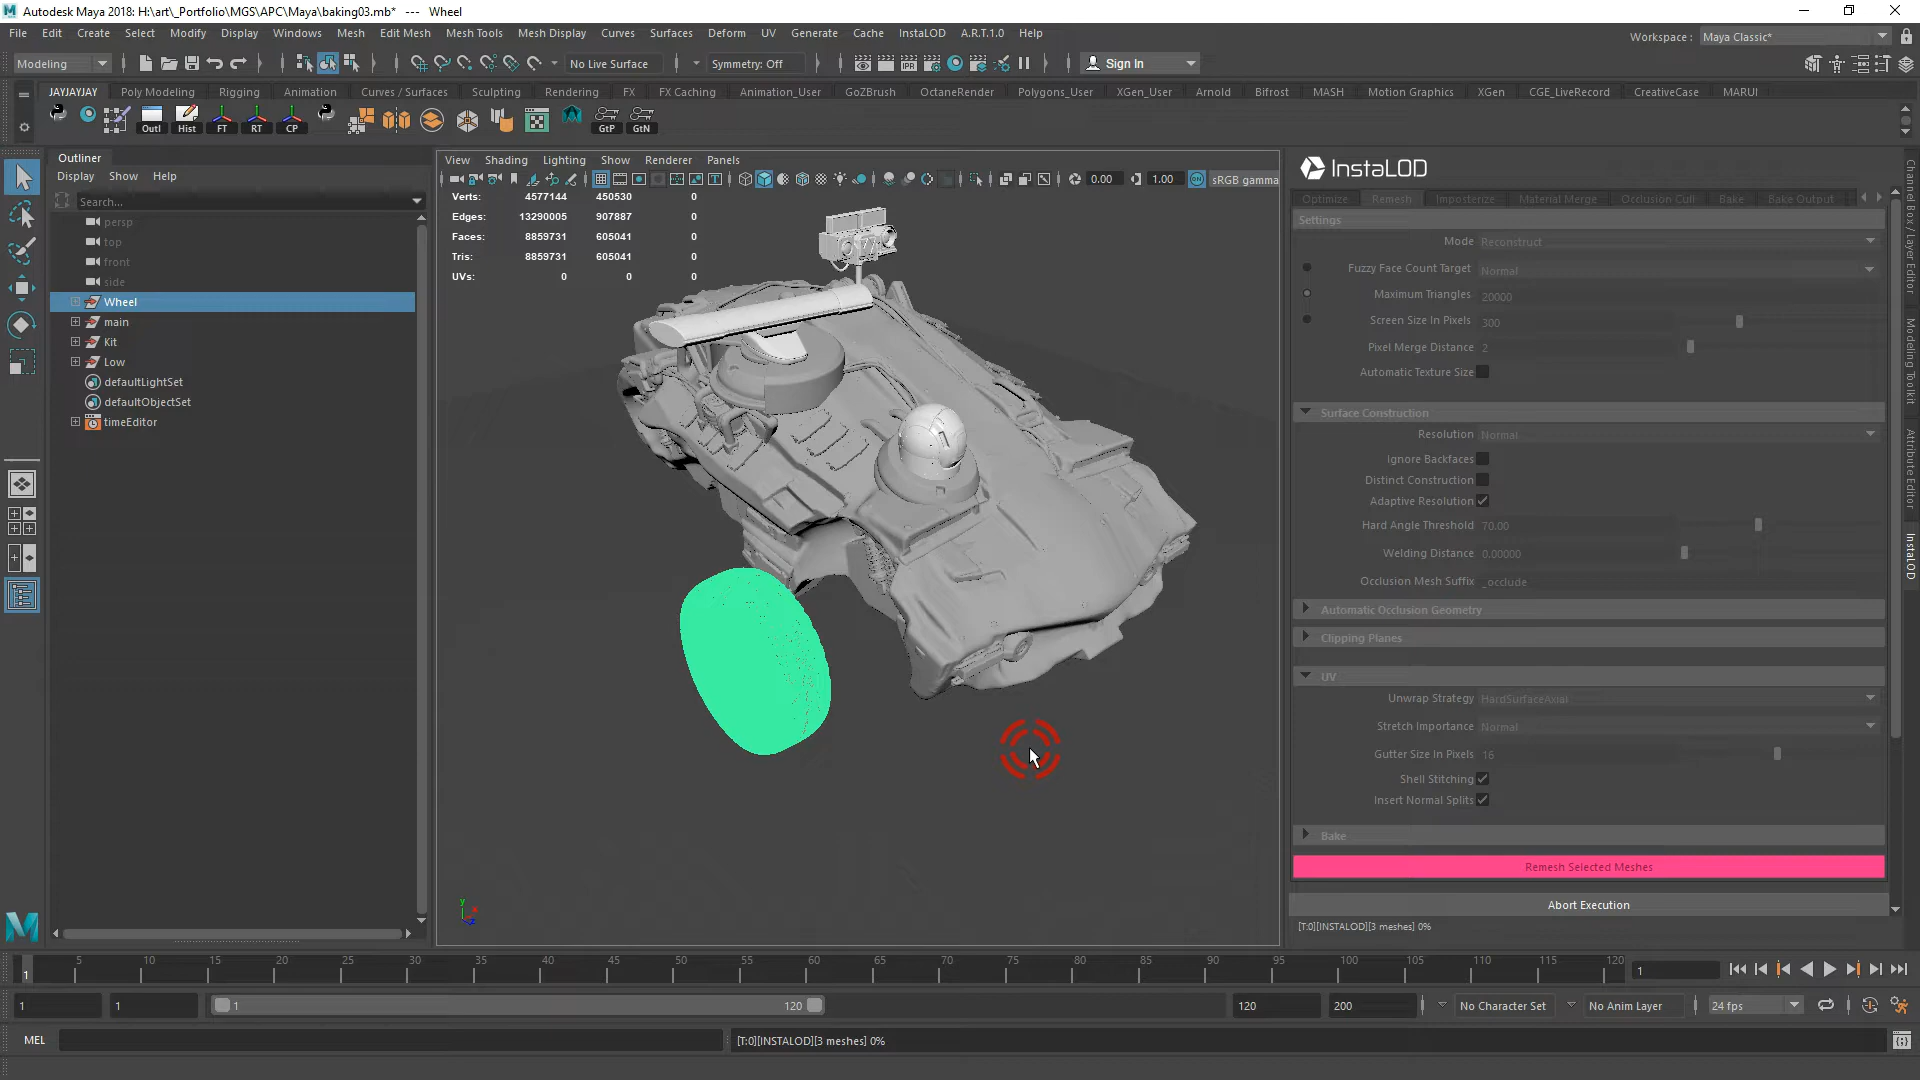 Autodesk Maya 2018: H:\art\_Portfolio\MGS\APC\Maya\baking03.mb* --- Wheel
File Edit Create Select Modify Display Windows Mesh Edit Mesh Mesh Tools Mesh Display Curves Surfaces Deform UV Generate Cache InstaLOD A.R.T.1.0 Help
Workspace : Maya Classic*
Modeling No Live Surface Symmetry: Off IPR Sign In
JAYJAYJAY Poly Modeling Rigging Animation Curves / Surfaces Sculpting Rendering FX FX Caching Animation_User GoZBrush OctaneRender Polygons_User XGen_User Arnold Bifrost MASH Motion Graphics XGen CGE_LiveRecord CreativeCase MARUI
Outl Hist FT RT CP GtP GtN
Outliner
Display Show Help
Search...
persp
top
front
side
Wheel
main
Kit
Low
defaultLightSet
defaultObjectSet
timeEditor
View Shading Lighting Show Renderer Panels
0.00 1.00 ON sRGB gamma
Verts: 4577144 450530 0
Edges: 13290005 907887 0
Faces: 8859731 605041 0
Tris: 8859731 605041 0
UVs: 0 0 0
y
x
z
InstaLOD
Optimize Remesh Imposterize Material Merge Occlusion Cull Bake Bake Output
Settings
Mode Reconstruct
Fuzzy Face Count Target Normal
Maximum Triangles 20000
Screen Size In Pixels 300
Pixel Merge Distance 2
Automatic Texture Size
Surface Construction
Resolution Normal
Ignore Backfaces
Distinct Construction
Adaptive Resolution
Hard Angle Threshold 70.00
Welding Distance 0.00000
Occlusion Mesh Suffix _occlude
Automatic Occlusion Geometry
Clipping Planes
UV
Unwrap Strategy HardSurfaceAxial
Stretch Importance Normal
Gutter Size In Pixels 16
Shell Stitching
Insert Normal Splits
Bake
Remesh Selected Meshes
Abort Execution
[T:0][INSTALOD][3 meshes] 0%
Channel Box / Layer Editor
Modeling Toolkit
Attribute Editor
InstaLOD
1 5 10 15 20 25 30 35 40 45 50 55 60 65 70 75 80 85 90 95 100 105 110 115 120 1
1 1 1 120 120 200 No Character Set No Anim Layer 24 fps
MEL [T:0][INSTALOD][3 meshes] 0%